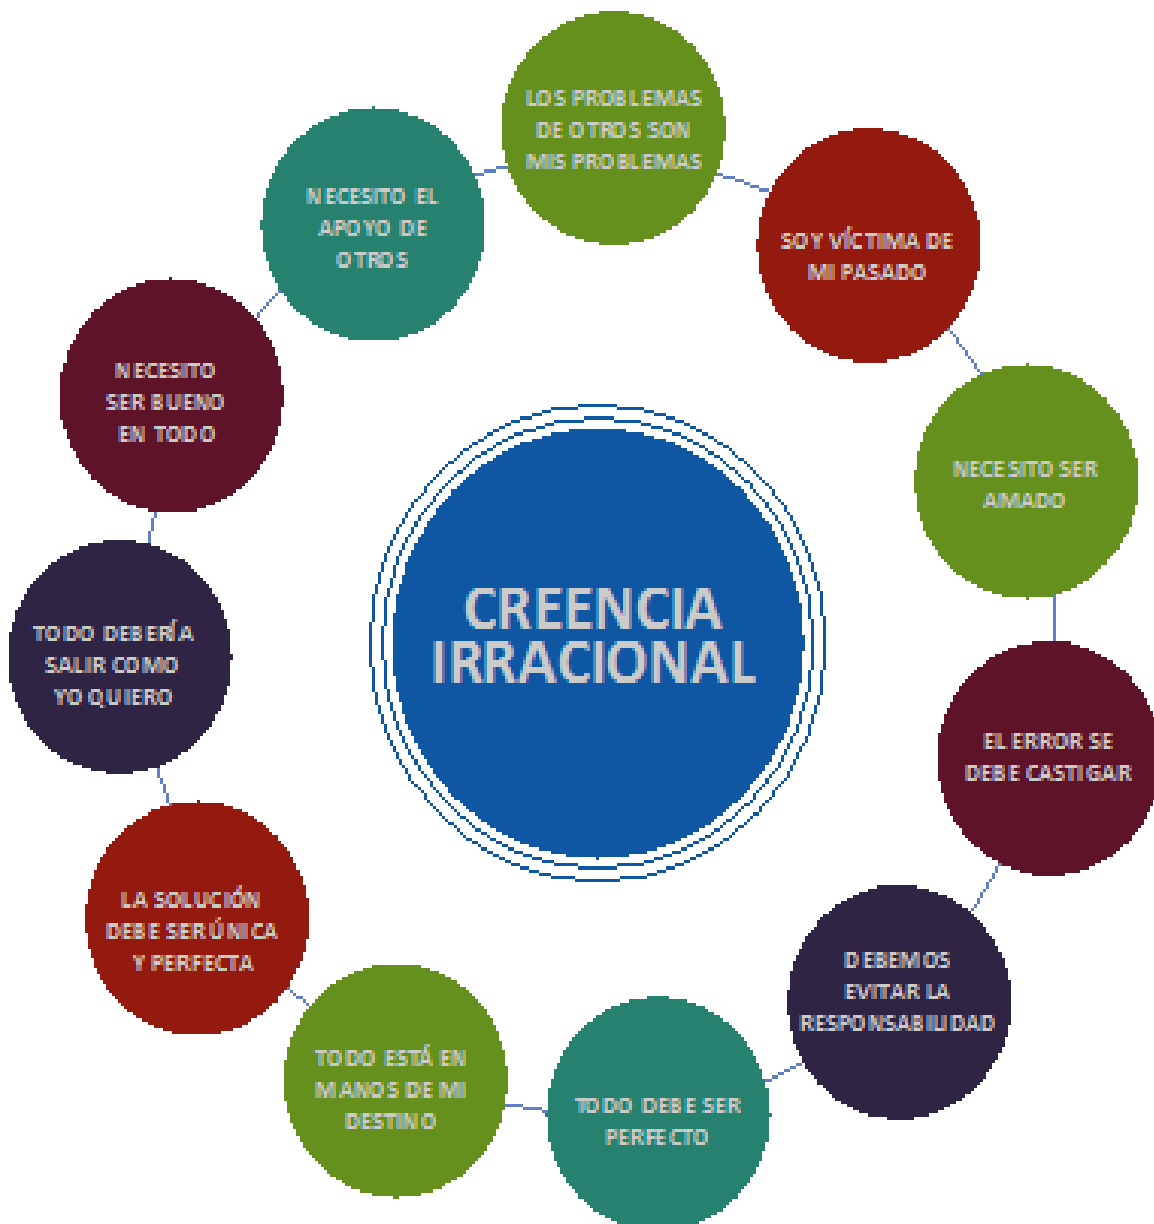 LOS PROBLEMAS
DE OTROS SON
MIS PROBLEMAS
SOY VÍCTIMA DE
MI PASADO
NECESITO SER
AMADO
EL ERROR SE
DEBE CASTIGAR
DEBEMOS
EVITAR LA
RESPONSABILIDAD
TODO DEBE SER
PERFECTO
TODO ESTÁ EN
MANOS DE MI
DESTINO
LA SOLUCIÓN
DEBE SER ÚNICA
Y PERFECTA
TODO DEBERÍA
SALIR COMO
YO QUIERO
NECESITO
SER BUENO
EN TODO
NECESITO EL
APOYO DE
OTROS
CREENCIA
IRRACIONAL